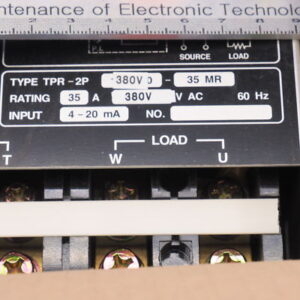 ntenance of Electronic Technolo
SOURCE LOAD
TYPE TPR-2P 380V 0 - 35 MR
RATING 35 A 380V V AC 60 Hz
INPUT 4-20 mA NO.
LOAD
T W U